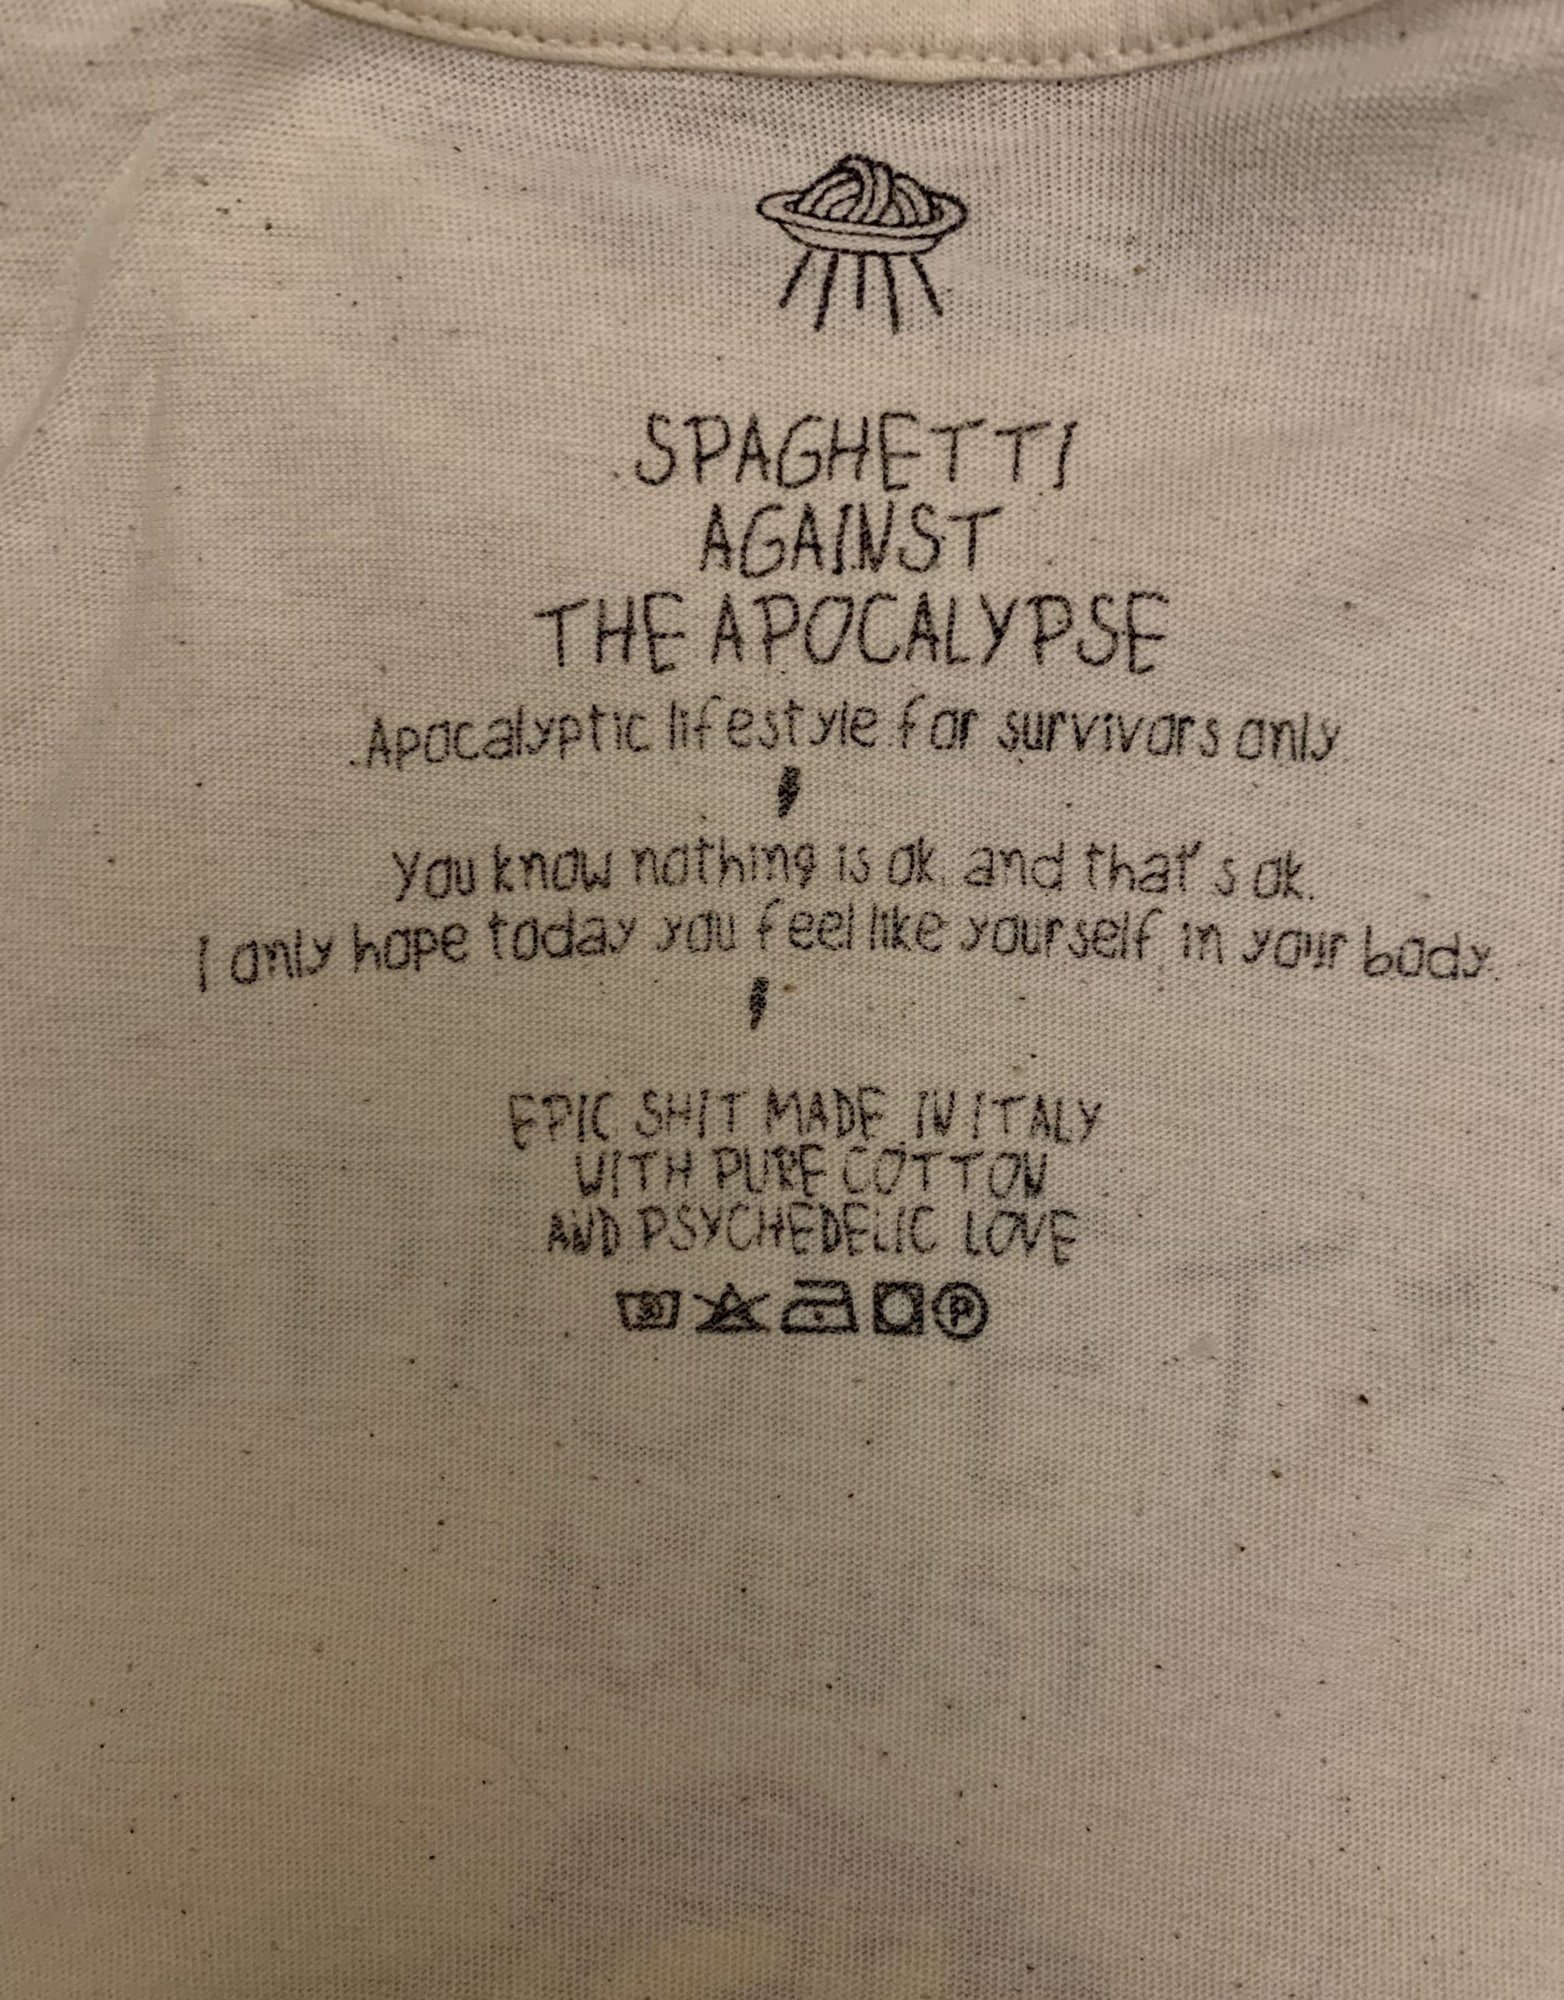 SPAGHETTI
AGAINST
THE APOCALYPSE
Apocalyptic lifestyle for survivors only
You know nothing is ok, and that's ok.
I only hope today you feel like yourself in your body.
EPIC SHIT MADE IN ITALY
WITH PURE COTTON
AND PSYCHEDELIC LOVE
30 P